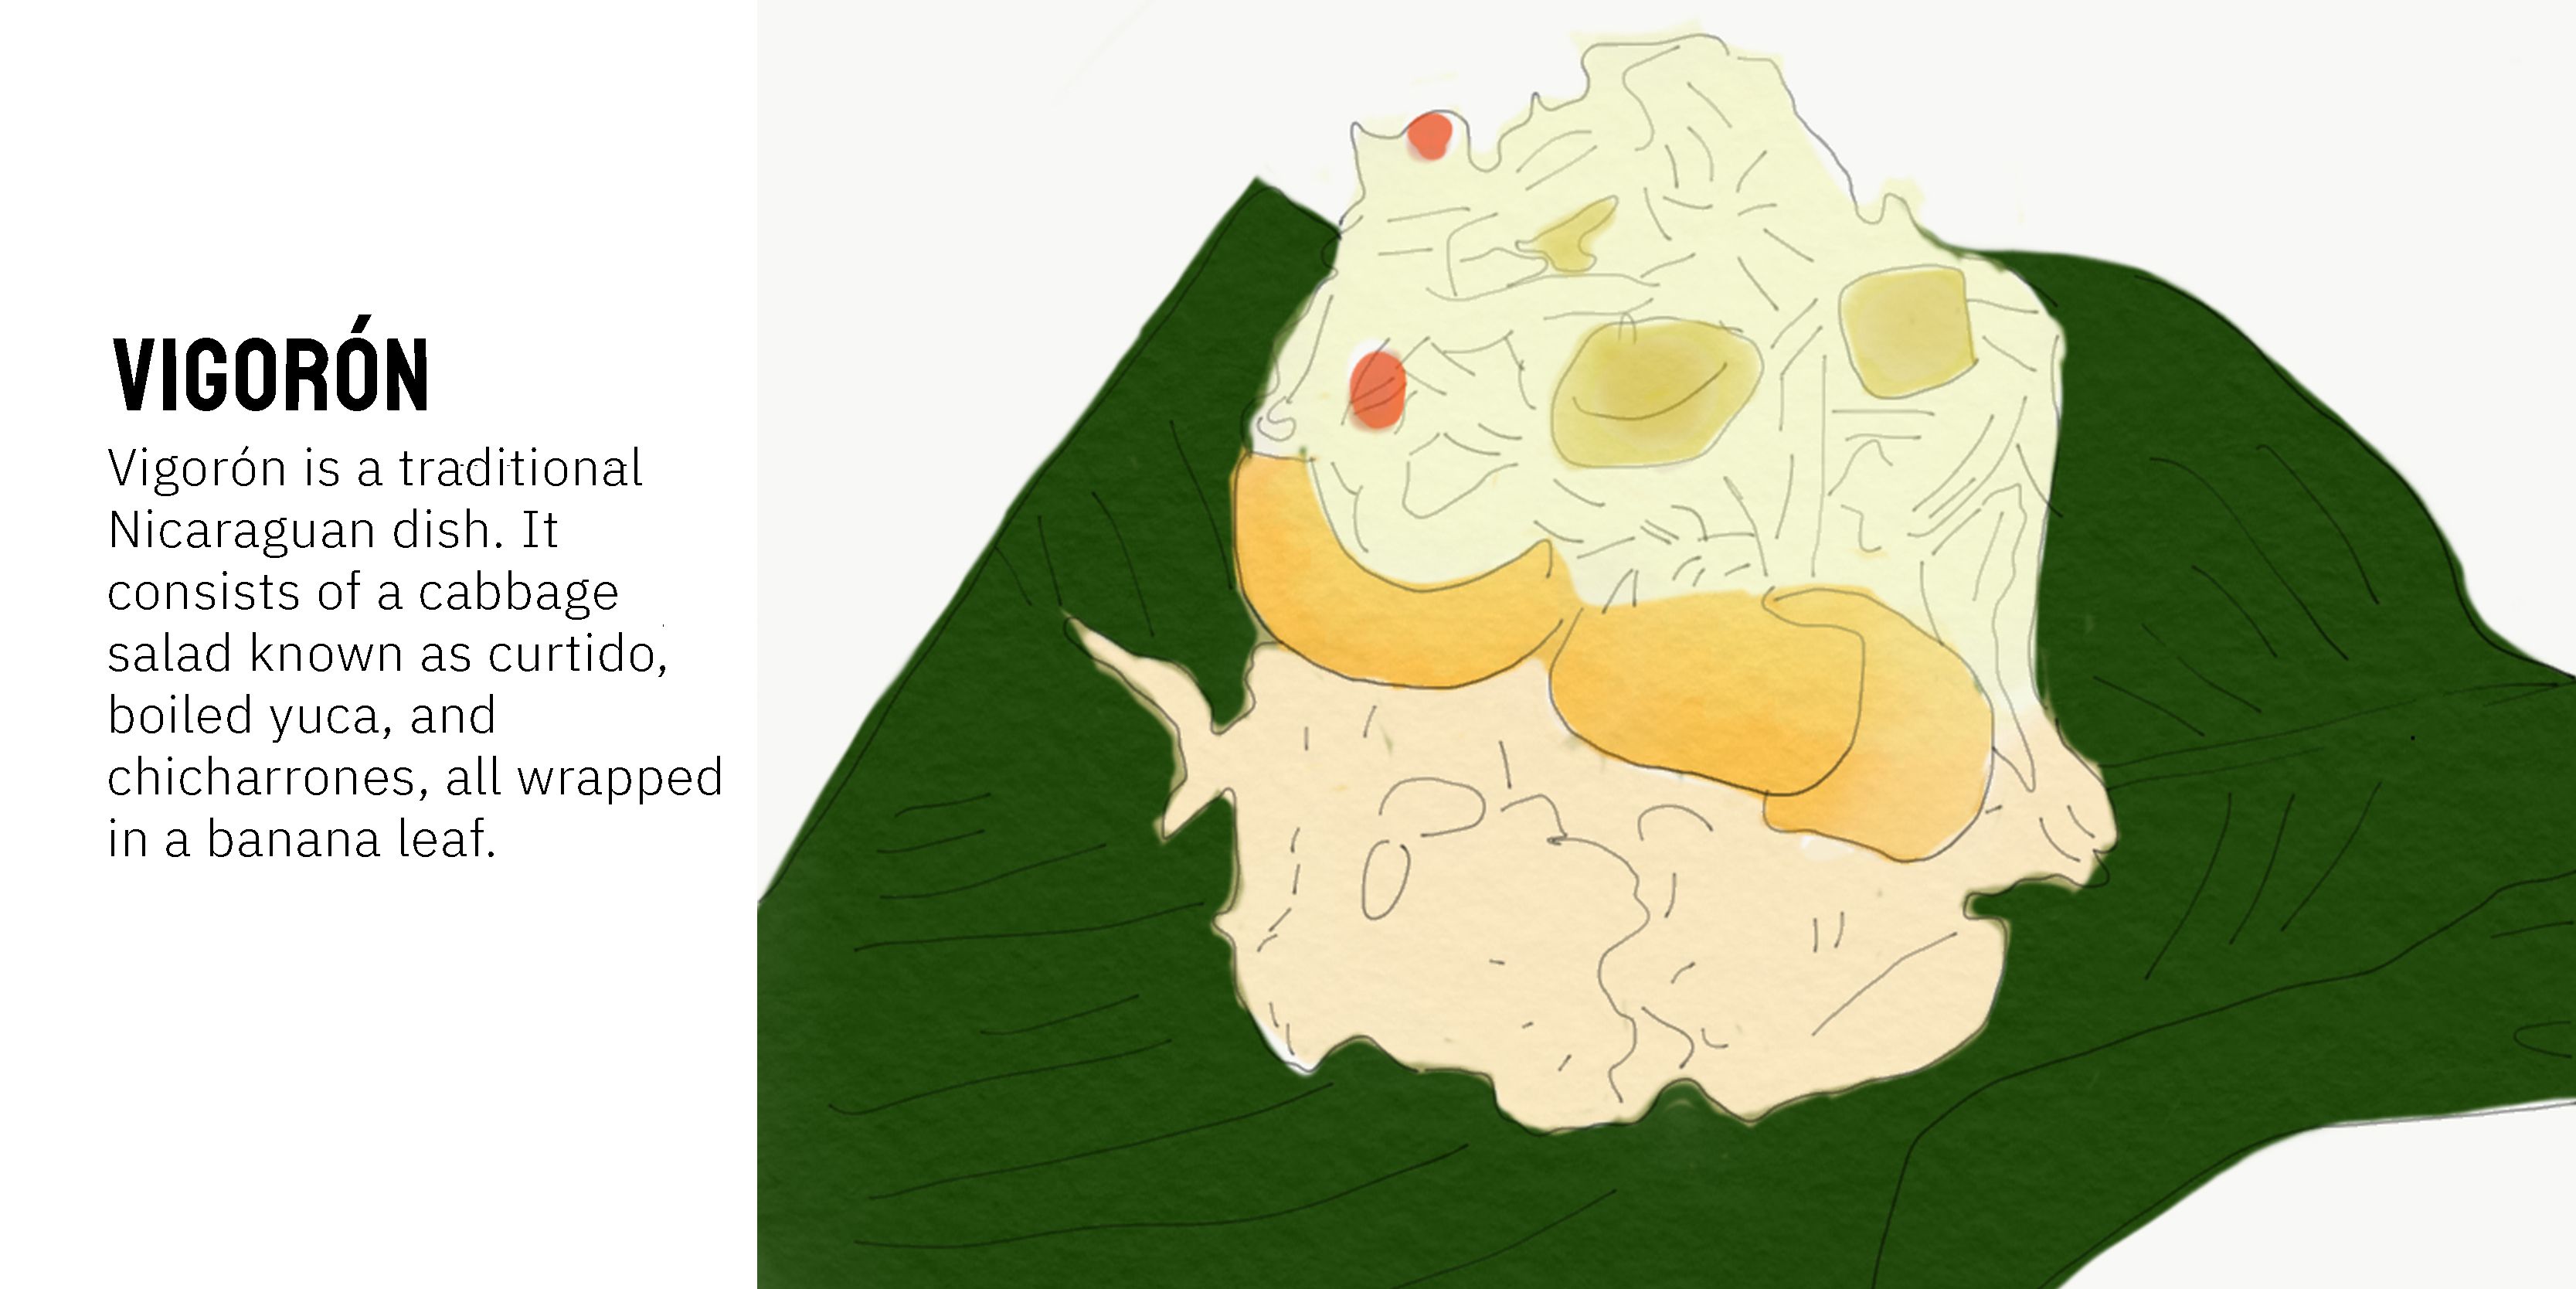 VIGORÓN
Vigorón is a traditional
Nicaraguan dish. It
consists of a cabbage
salad known as curtido,
boiled yuca, and
chicharrones, all wrapped
in a banana leaf.